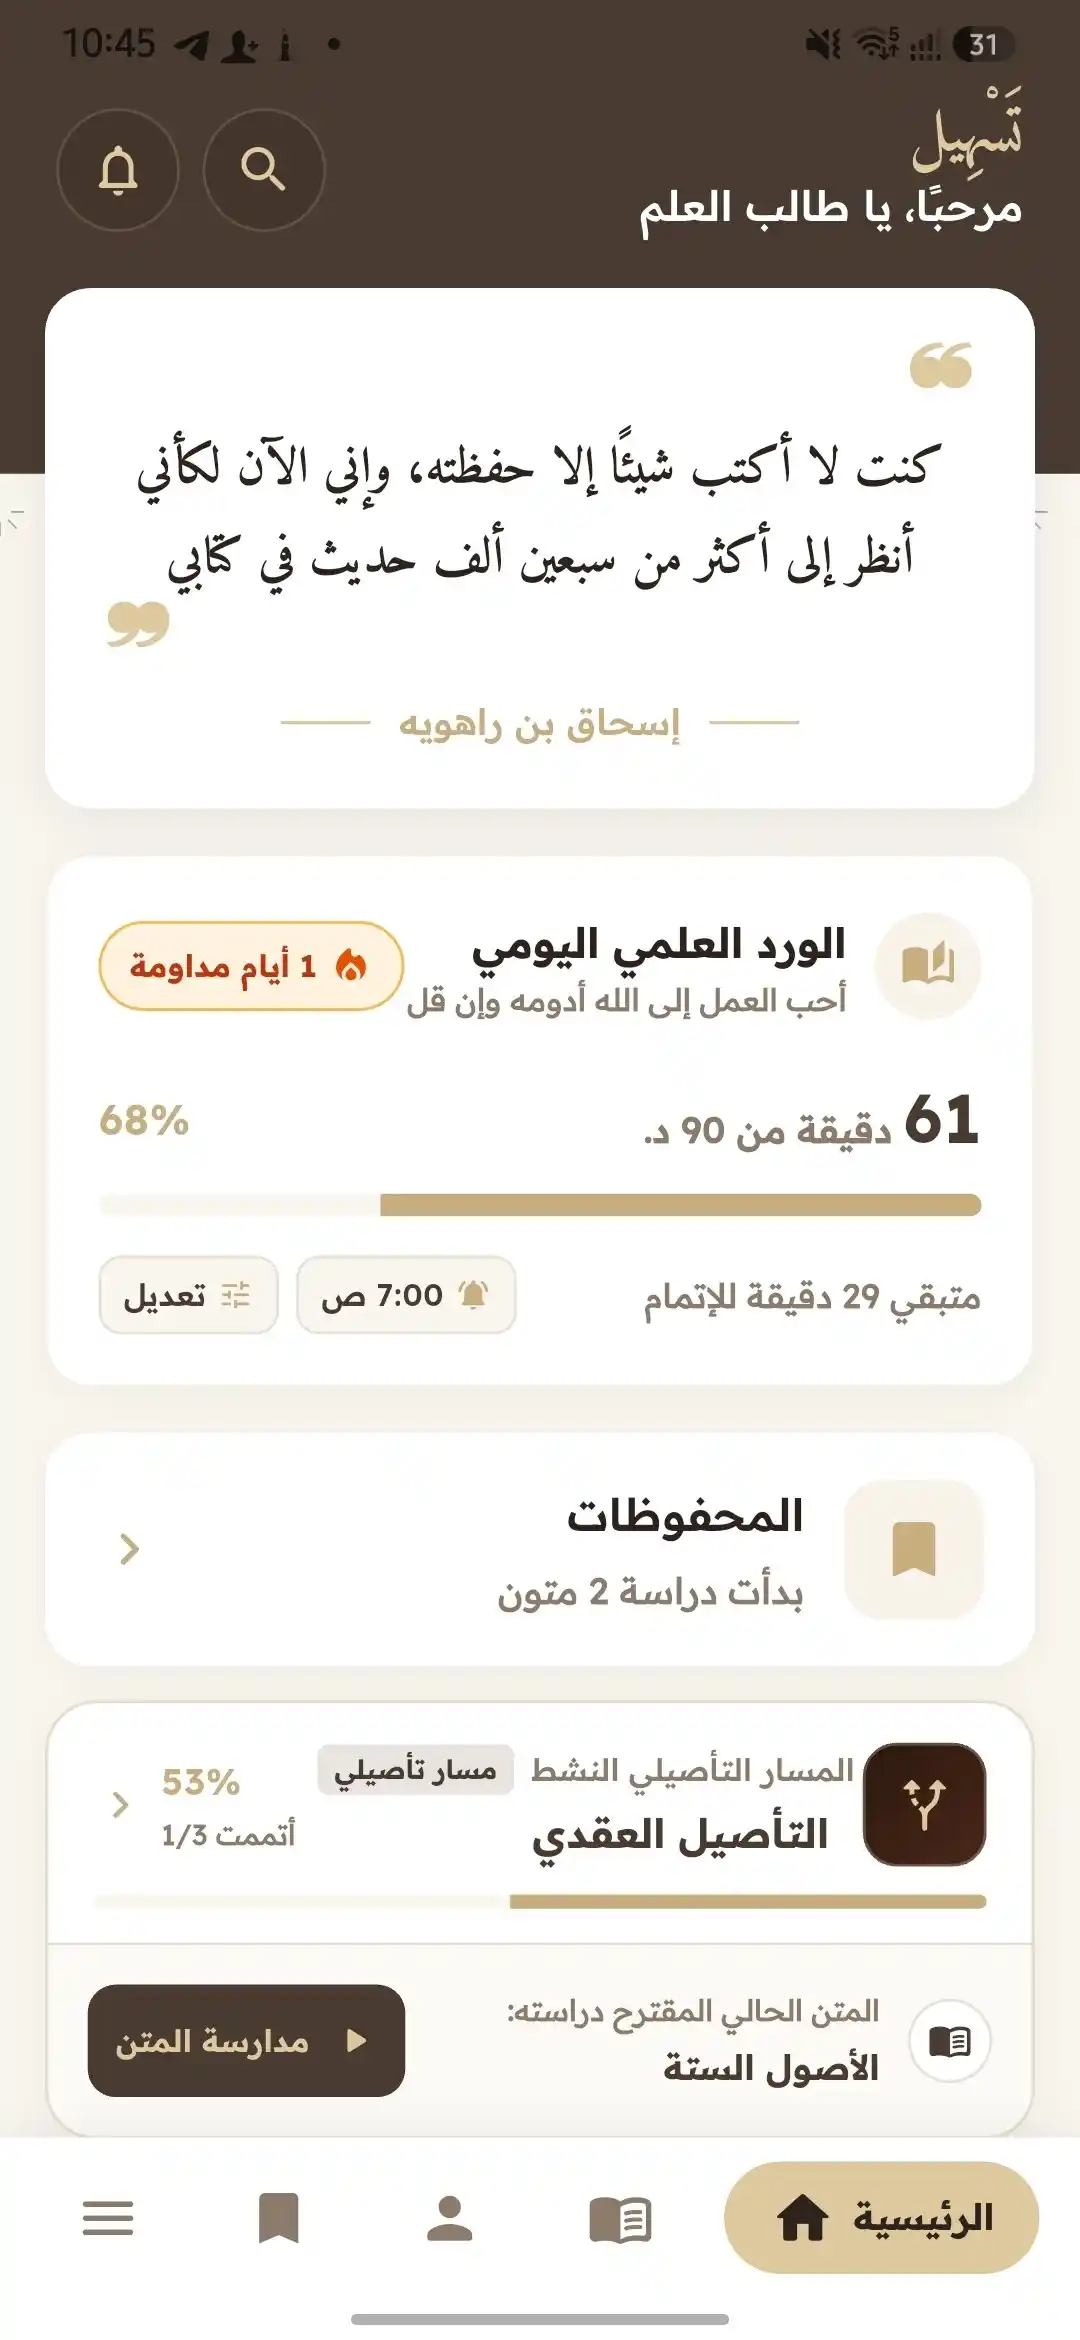 10:45
5
31
تَسْهِيل
مرحبًا، يا طالب العلم
كنت لا أكتب شيئًا إلا حفظته، وإني الآن لكأني
أنظر إلى أكثر من سبعين ألف حديث في كتابي
إسحاق بن راهويه
الورد العلمي اليومي
1 أيام مداومة
أحب العمل إلى الله أدومه وإن قل
61 دقيقة من 90 د.
68%
متبقي 29 دقيقة للإتمام
7:00 ص
تعديل
المحفوظات
بدأت دراسة 2 متون
المسار التأصيلي النشط
مسار تأصيلي
53%
التأصيل العقدي
أتممت 1/3
المتن الحالي المقترح دراسته:
الأصول الستة
مدارسة المتن
الرئيسية